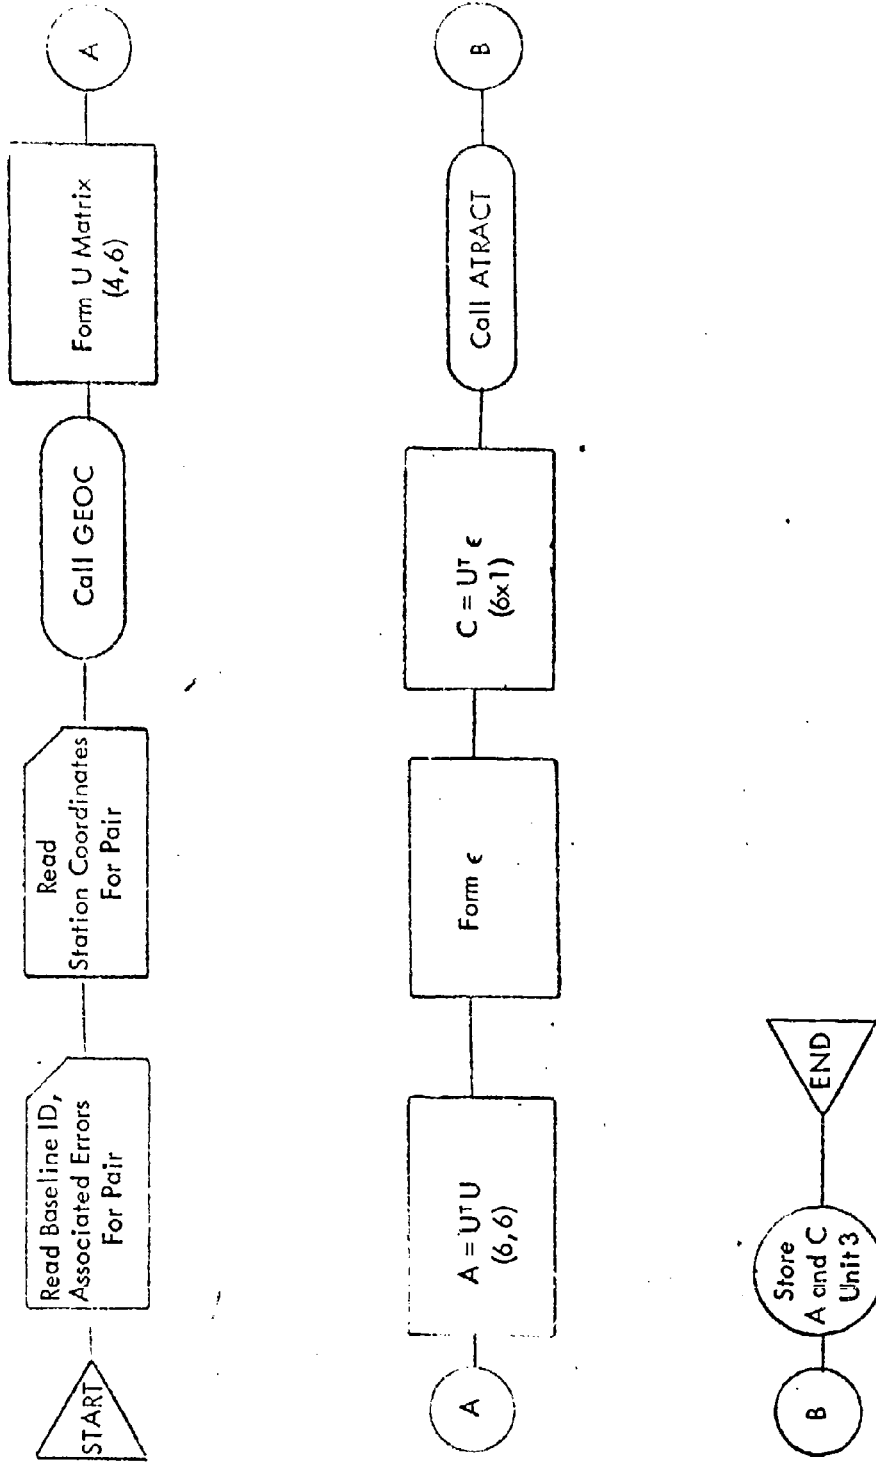 START
Read Baseline ID,
Associated Errors
For Pair
Read
Station Coordinates
For Pair
Call GEOC
Form U Matrix
(4,6)
A
A
A = UᵀU
(6,6)
Form ϵ
C = Uᵀ ϵ
(6x1)
Call ATRACT
B
B
Store
A and C
Unit 3
END